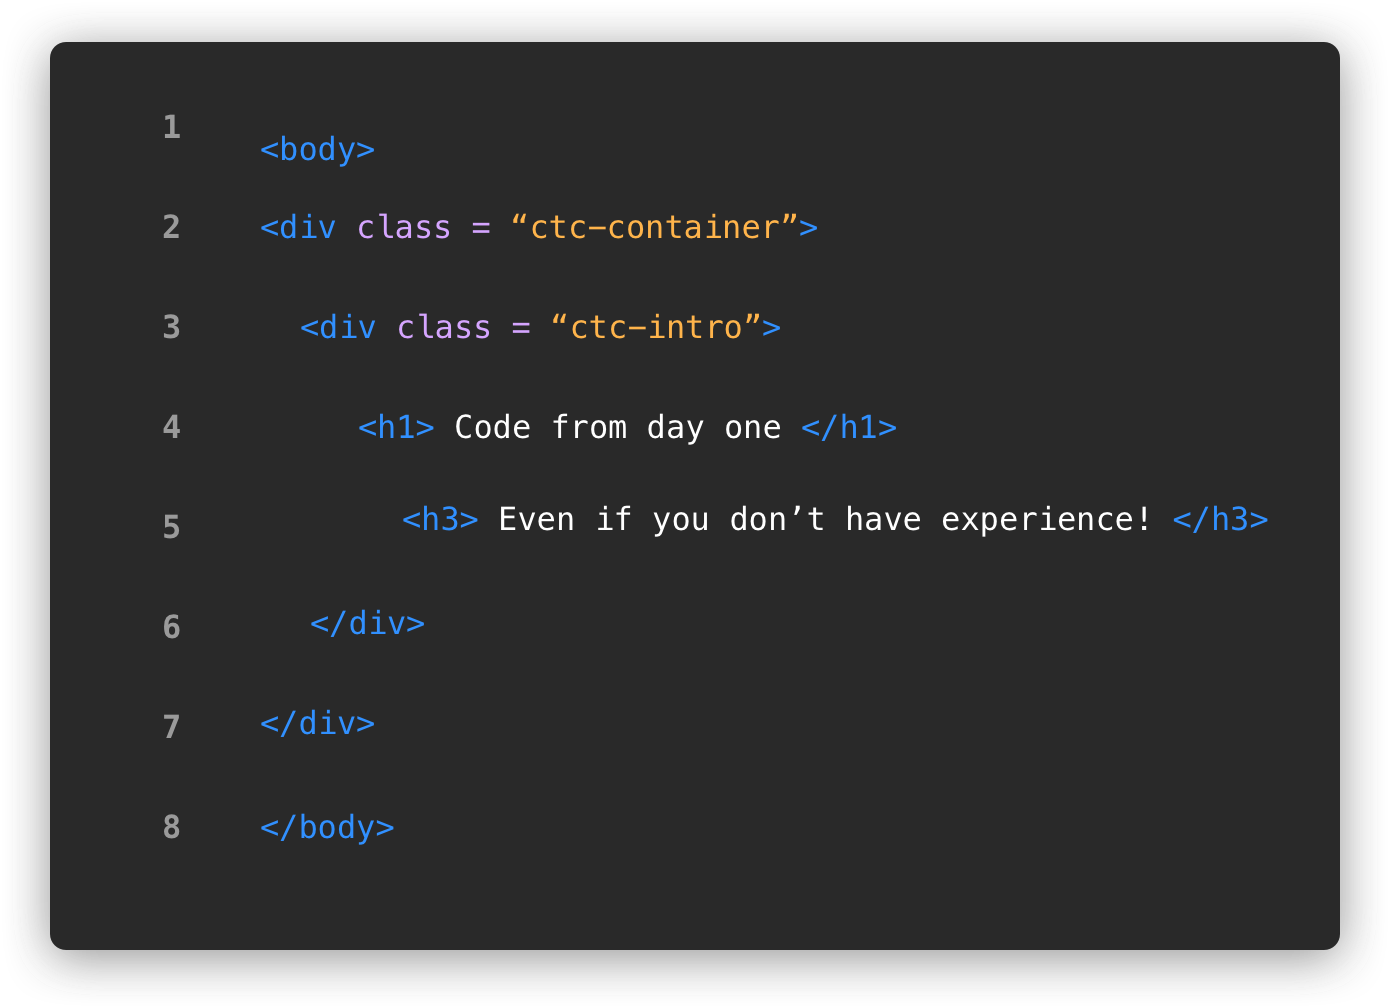 1 <body>
2 <div class = “ctc-container”>
3 <div class = “ctc-intro”>
4 <h1> Code from day one </h1>
5 <h3> Even if you don’t have experience! </h3>
6 </div>
7 </div>
8 </body>